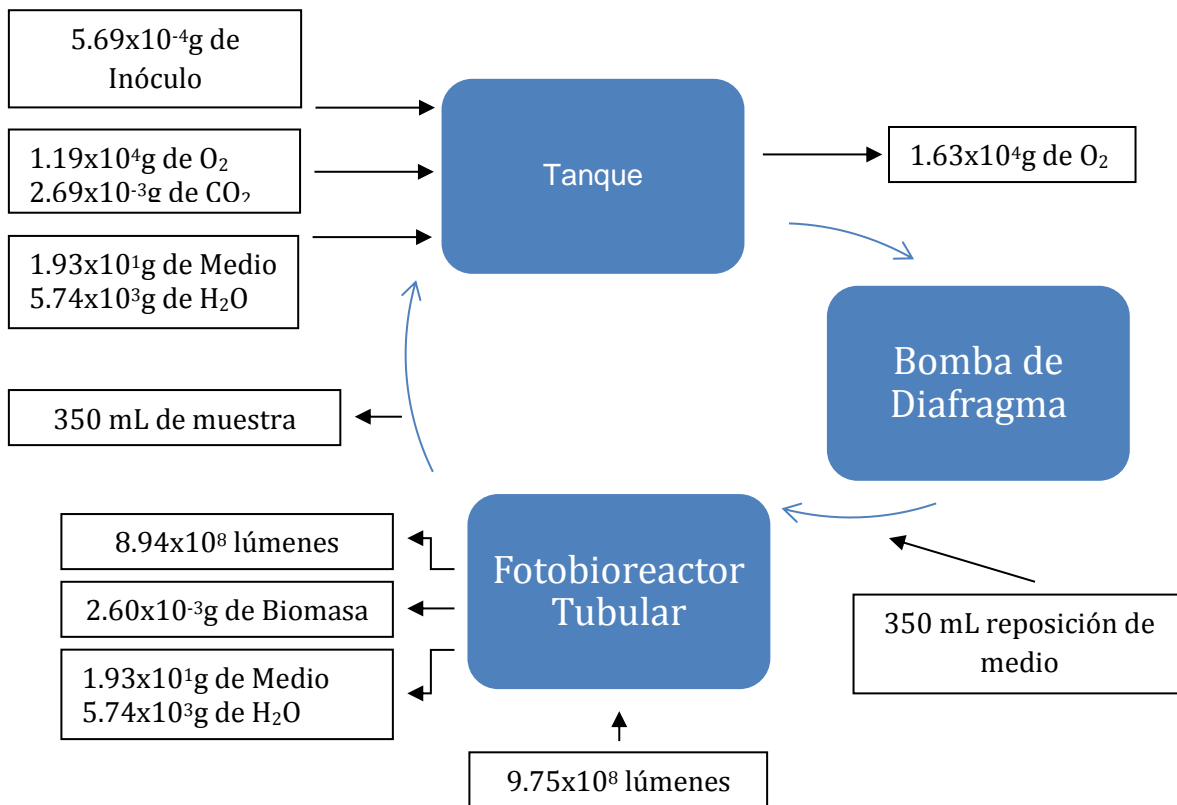 5.69x10⁻⁴g de
Inóculo
1.19x10⁴g de O₂
2.69x10⁻³g de CO₂
1.93x10¹g de Medio
5.74x10³g de H₂O
Tanque
1.63x10⁴g de O₂
Bomba de
Diafragma
350 mL de muestra
8.94x10⁸ lúmenes
2.60x10⁻³g de Biomasa
1.93x10¹g de Medio
5.74x10³g de H₂O
Fotobioreactor
Tubular
350 mL reposición de
medio
9.75x10⁸ lúmenes